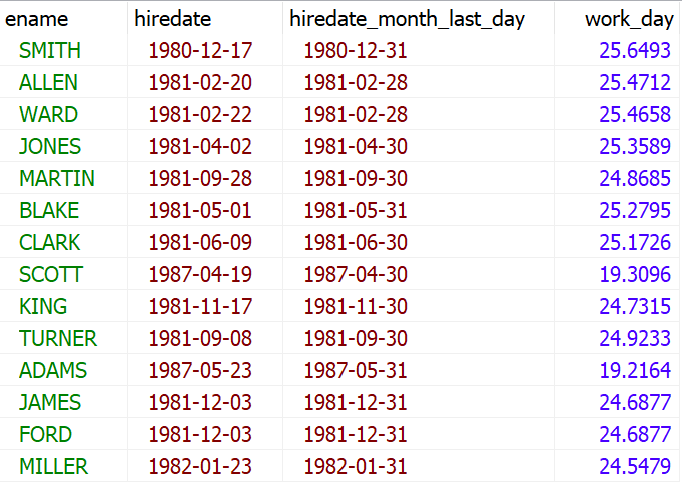 ename hiredate hiredate_month_last_day work_day
SMITH 1980-12-17 1980-12-31 25.6493
ALLEN 1981-02-20 1981-02-28 25.4712
WARD 1981-02-22 1981-02-28 25.4658
JONES 1981-04-02 1981-04-30 25.3589
MARTIN 1981-09-28 1981-09-30 24.8685
BLAKE 1981-05-01 1981-05-31 25.2795
CLARK 1981-06-09 1981-06-30 25.1726
SCOTT 1987-04-19 1987-04-30 19.3096
KING 1981-11-17 1981-11-30 24.7315
TURNER 1981-09-08 1981-09-30 24.9233
ADAMS 1987-05-23 1987-05-31 19.2164
JAMES 1981-12-03 1981-12-31 24.6877
FORD 1981-12-03 1981-12-31 24.6877
MILLER 1982-01-23 1982-01-31 24.5479